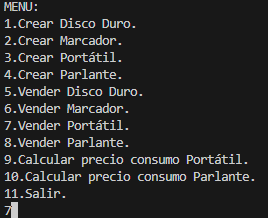 MENU:
1.Crear Disco Duro.
2.Crear Marcador.
3.Crear Portátil.
4.Crear Parlante.
5.Vender Disco Duro.
6.Vender Marcador.
7.Vender Portátil.
8.Vender Parlante.
9.Calcular precio consumo Portátil.
10.Calcular precio consumo Parlante.
11.Salir.
7